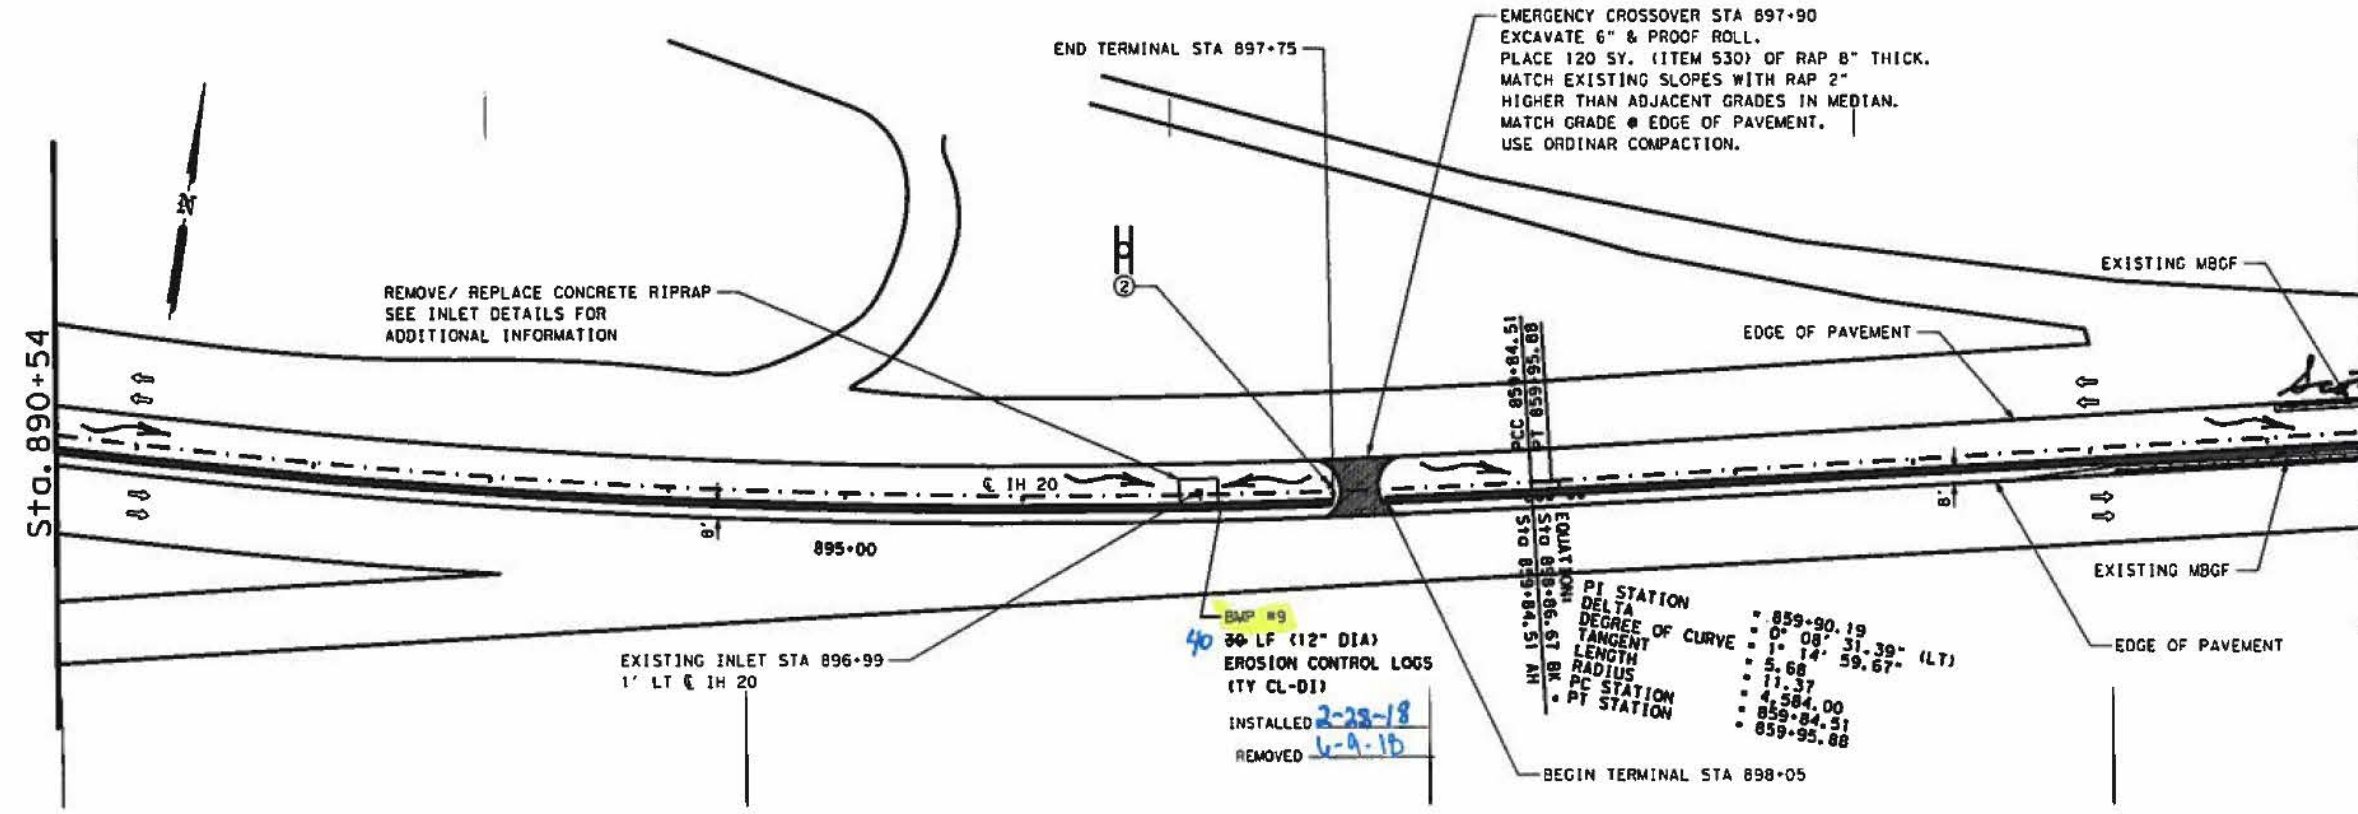 EMERGENCY CROSSOVER STA 897+90
EXCAVATE 6" & PROOF ROLL.
PLACE 120 SY. (ITEM 530) OF RAP 8" THICK.
MATCH EXISTING SLOPES WITH RAP 2"
HIGHER THAN ADJACENT GRADES IN MEDIAN.
MATCH GRADE @ EDGE OF PAVEMENT.
USE ORDINAR COMPACTION.
END TERMINAL STA 897+75
N
H
2
EXISTING MBGF
REMOVE/ REPLACE CONCRETE RIPRAP
SEE INLET DETAILS FOR
ADDITIONAL INFORMATION
EDGE OF PAVEMENT
PCC 859+84.51
PT 859+95.88
Sta. 890+54
℄ IH 20
8'
895+00
8'
EQUATION:
Sta 898+86.67 BK =
Sta 859+84.51 AH
EXISTING MBGF
PI STATION = 859+90.19
DELTA = 0° 08' 31.39" (LT)
DEGREE OF CURVE = 1° 14' 59.67"
TANGENT = 5.68
LENGTH = 11.37
RADIUS = 4,584.00
PC STATION = 859+84.51
PT STATION = 859+95.88
EDGE OF PAVEMENT
EXISTING INLET STA 896+99
1' LT ℄ IH 20
BMP #9
40 30 LF (12" DIA)
EROSION CONTROL LOGS
(TY CL-DI)
INSTALLED 2-28-18
REMOVED 6-9-18
BEGIN TERMINAL STA 898+05